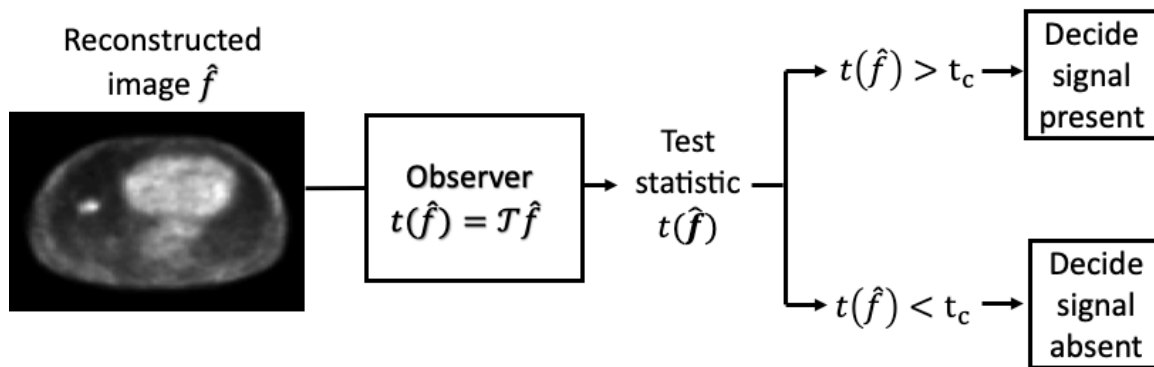 Reconstructed
image f̂
Observer
t(f̂) = 𝒯f̂
Test
statistic
t(f̂)
t(f̂) > t_c
Decide
signal
present
t(f̂) < t_c
Decide
signal
absent